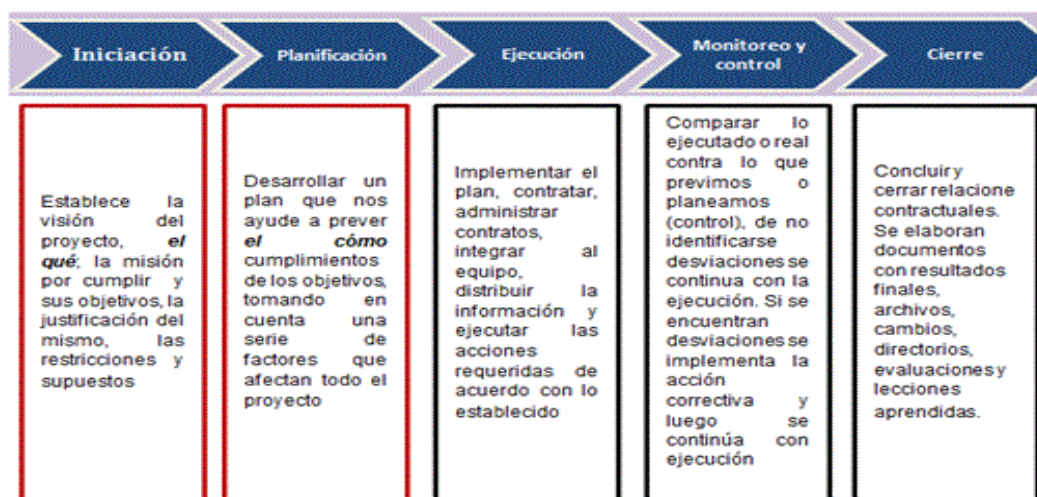 Iniciación
Planificación
Ejecución
Monitoreo y
control
Cierre
Establece la
visión del
proyecto, el
qué; la misión
por cumplir y
sus objetivos, la
justificación del
mismo, las
restricciones y
supuestos
Desarrollar un
plan que nos
ayude a prever
el cómo
cumplimientos
de los objetivos,
tomando en
cuenta una
serie de
factores que
afectan todo el
proyecto
Implementar el
plan, contratar,
administrar
contratos,
integrar al
equipo,
distribuir la
información y
ejecutar las
acciones
requeridas de
acuerdo con lo
establecido
Comparar lo
ejecutado o real
contra lo que
previmos o
planeamos
(control), de no
identificarse
desviaciones se
continua con la
ejecución. Si se
encuentran
desviaciones se
implementa la
acción
correctiva y
luego se
continúa con
ejecución
Concluir y
cerrar relacione
contractuales.
Se elaboran
documentos
con resultados
finales,
archivos,
cambios,
directorios,
evaluaciones y
lecciones
aprendidas.